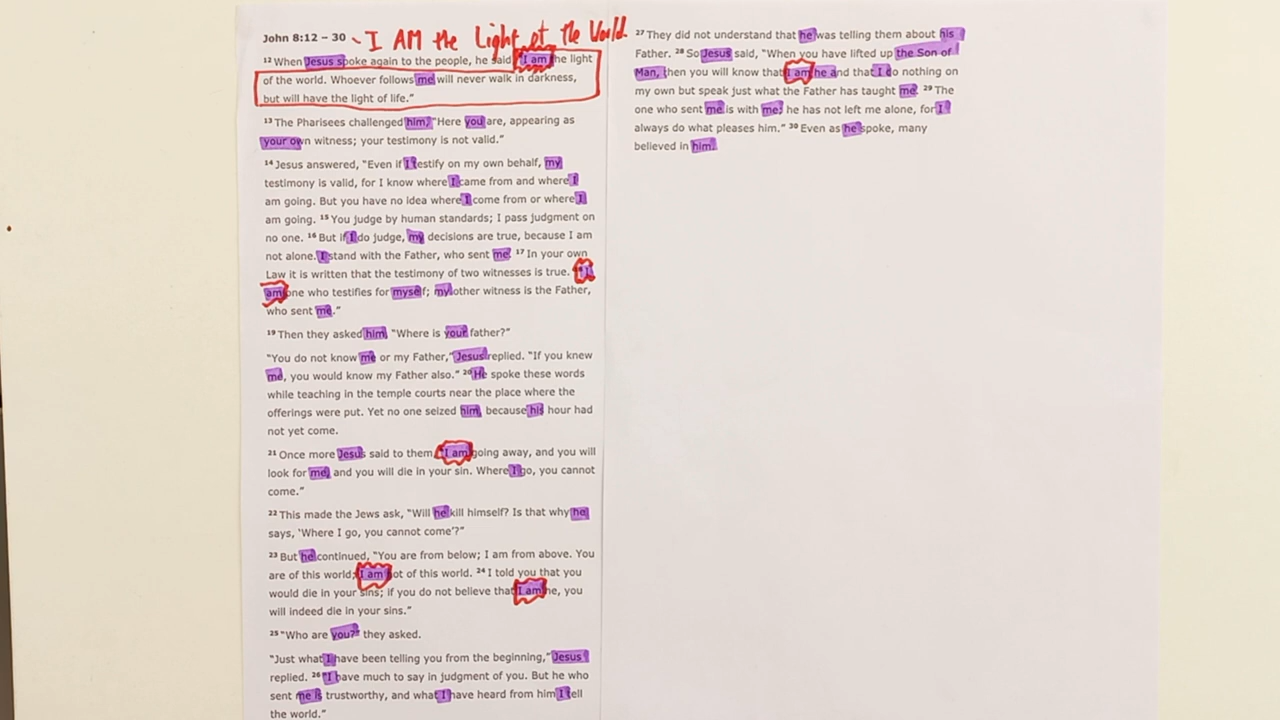 John 8:12 – 30 - I AM the Light of the World.
12 When Jesus spoke again to the people, he said, "I am the light
of the world. Whoever follows me will never walk in darkness,
but will have the light of life."
13 The Pharisees challenged him, "Here you are, appearing as
your own witness; your testimony is not valid."
14 Jesus answered, "Even if I testify on my own behalf, my
testimony is valid, for I know where I came from and where I
am going. But you have no idea where I come from or where I
am going. 15 You judge by human standards; I pass judgment on
no one. 16 But if I do judge, my decisions are true, because I am
not alone. I stand with the Father, who sent me. 17 In your own
Law it is written that the testimony of two witnesses is true. 18 I
am one who testifies for myself; my other witness is the Father,
who sent me."
19 Then they asked him, "Where is your father?"
"You do not know me or my Father," Jesus replied. "If you knew
me, you would know my Father also." 20 He spoke these words
while teaching in the temple courts near the place where the
offerings were put. Yet no one seized him, because his hour had
not yet come.
21 Once more Jesus said to them, "I am going away, and you will
look for me, and you will die in your sin. Where I go, you cannot
come."
22 This made the Jews ask, "Will he kill himself? Is that why he
says, 'Where I go, you cannot come'?"
23 But he continued, "You are from below; I am from above. You
are of this world; I am not of this world. 24 I told you that you
would die in your sins; if you do not believe that I am he, you
will indeed die in your sins."
25 "Who are you?" they asked.
"Just what I have been telling you from the beginning," Jesus
replied. 26 "I have much to say in judgment of you. But he who
sent me is trustworthy, and what I have heard from him I tell
the world."
27 They did not understand that he was telling them about his
Father. 28 So Jesus said, "When you have lifted up the Son of
Man, then you will know that I am he and that I do nothing on
my own but speak just what the Father has taught me. 29 The
one who sent me is with me; he has not left me alone, for I
always do what pleases him." 30 Even as he spoke, many
believed in him.